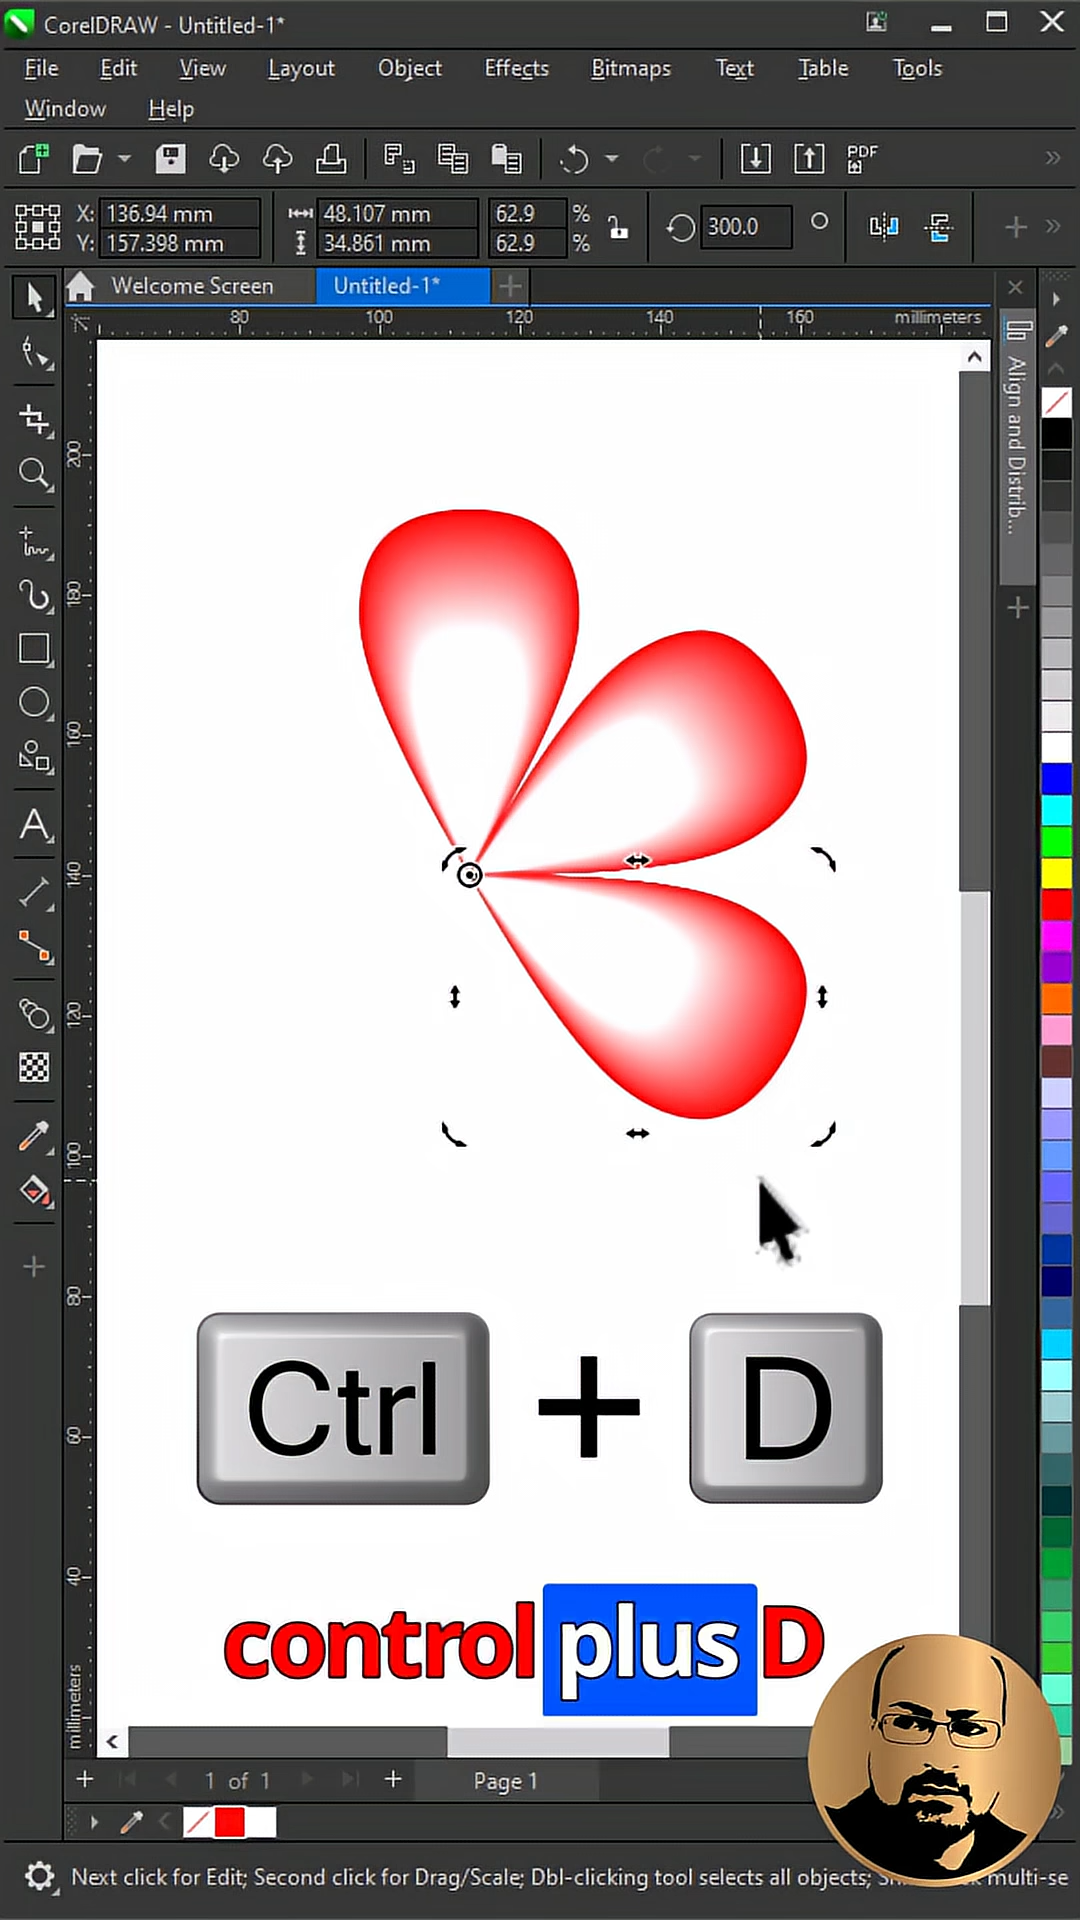 CorelDRAW - Untitled-1*
File Edit View Layout Object Effects Bitmaps Text Table Tools
Window Help
PDF
X: 136.94 mm 48.107 mm 62.9 % 300.0
Y: 157.398 mm 34.861 mm 62.9 %
Welcome Screen Untitled-1*
80 100 120 140 160 millimeters
Align and Distrib...
200
180
160
140
120
100
80
60
40
millimeters
A
Ctrl + D
control plus D
1 of 1 Page 1
Next click for Edit; Second click for Drag/Scale; Dbl-clicking tool selects all objects; multi-se